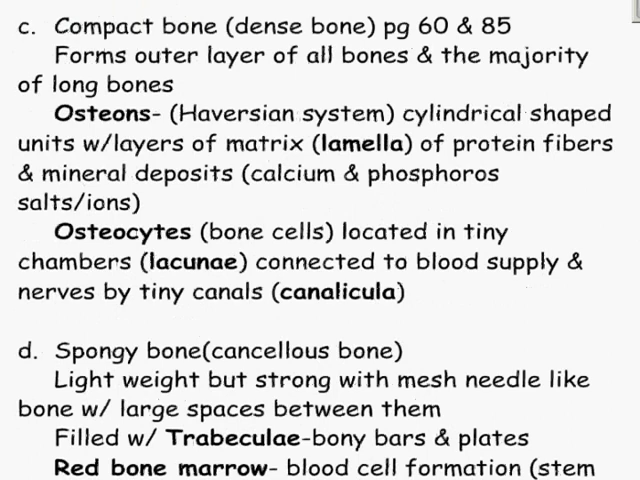 c. Compact bone (dense bone) pg 60 & 85
Forms outer layer of all bones & the majority
of long bones
Osteons- (Haversian system) cylindrical shaped
units w/layers of matrix (lamella) of protein fibers
& mineral deposits (calcium & phosphoros
salts/ions)
Osteocytes (bone cells) located in tiny
chambers (lacunae) connected to blood supply &
nerves by tiny canals (canalicula)
d. Spongy bone(cancellous bone)
Light weight but strong with mesh needle like
bone w/ large spaces between them
Filled w/ Trabeculae-bony bars & plates
Red bone marrow- blood cell formation (stem